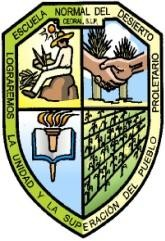 ESCUELA NORMAL DEL DESIERTO
CEDRAL, S.L.P.
LOGRAREMOS LA UNIDAD Y LA SUPERACIÓN DEL PUEBLO PROLETARIO